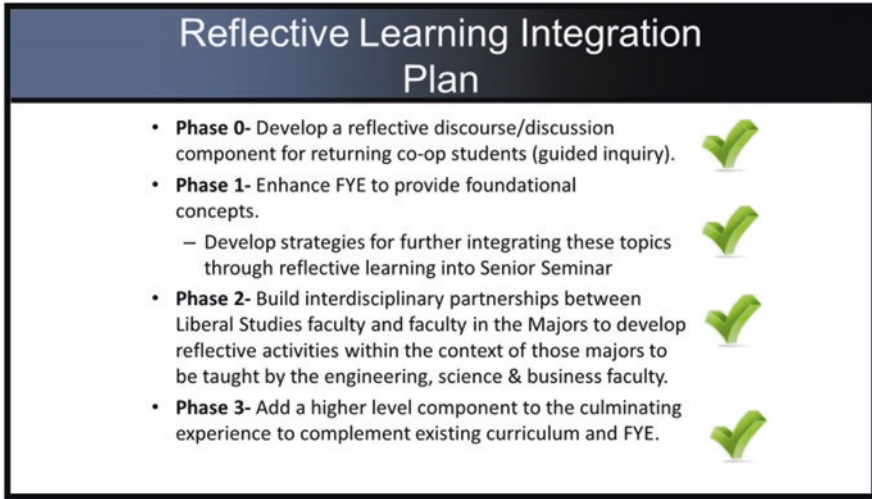 Reflective Learning Integration
Plan
• Phase 0- Develop a reflective discourse/discussion
component for returning co-op students (guided inquiry).
• Phase 1- Enhance FYE to provide foundational
concepts.
– Develop strategies for further integrating these topics
through reflective learning into Senior Seminar
• Phase 2- Build interdisciplinary partnerships between
Liberal Studies faculty and faculty in the Majors to develop
reflective activities within the context of those majors to
be taught by the engineering, science & business faculty.
• Phase 3- Add a higher level component to the culminating
experience to complement existing curriculum and FYE.